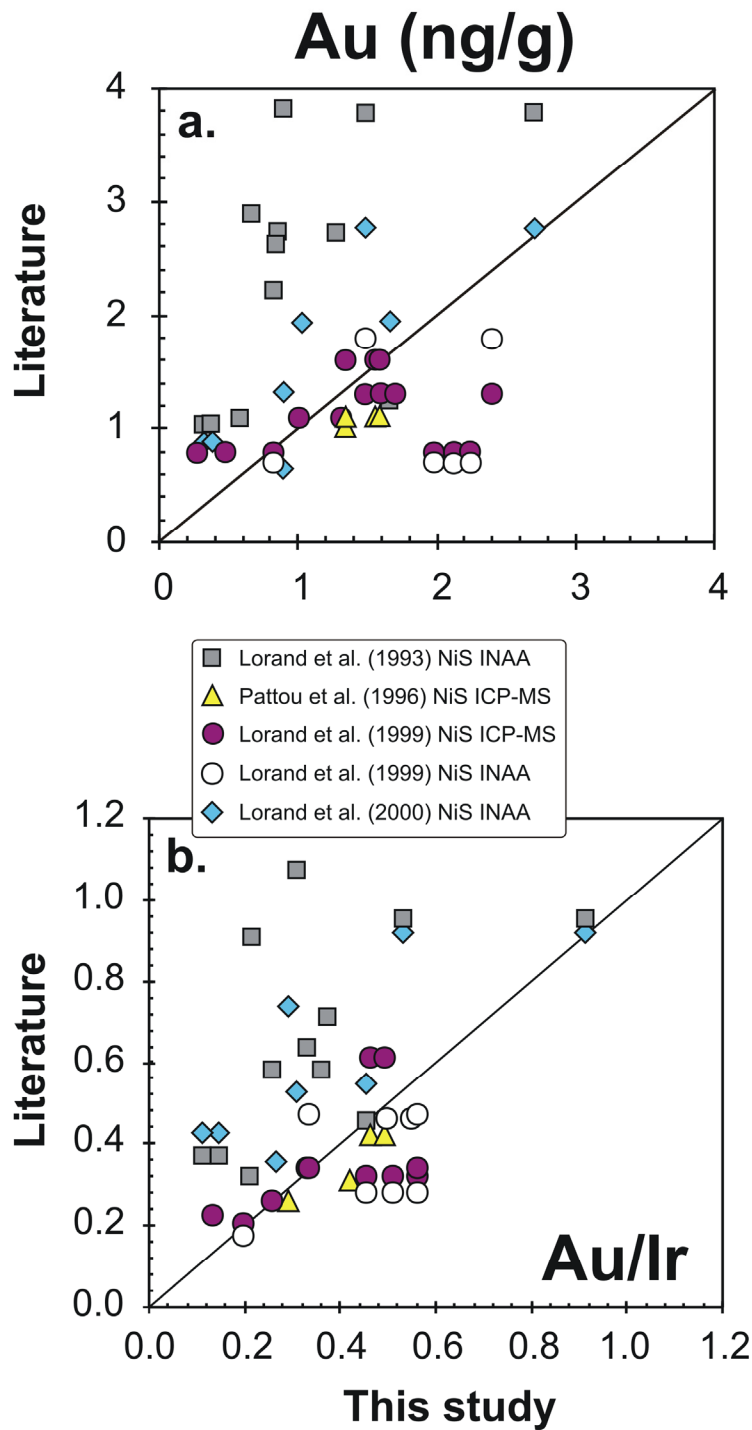 Au (ng/g)
4
a.
3
Literature
2
1
0
0 1 2 3 4
Lorand et al. (1993) NiS INAA
Pattou et al. (1996) NiS ICP-MS
Lorand et al. (1999) NiS ICP-MS
Lorand et al. (1999) NiS INAA
Lorand et al. (2000) NiS INAA
1.2
b.
1.0
0.8
Literature
0.6
0.4
0.2
Au/Ir
0.0
0.0 0.2 0.4 0.6 0.8 1.0 1.2
This study